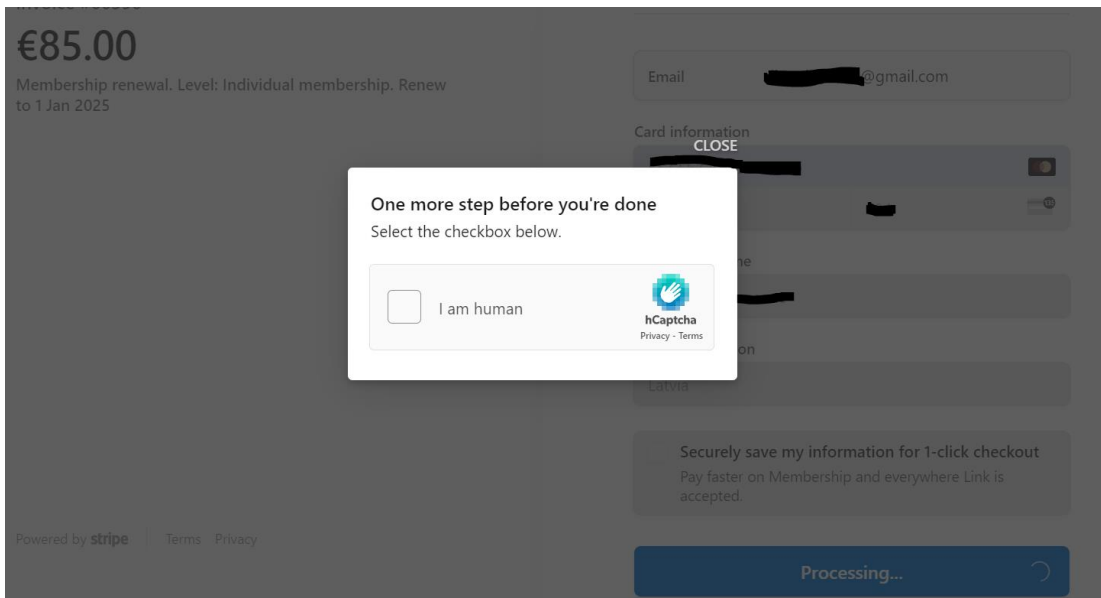 €85.00
Membership renewal. Level: Individual membership. Renew
to 1 Jan 2025
Powered by stripe
Terms Privacy
Email
@gmail.com
Card information
CLOSE
One more step before you're done
Select the checkbox below.
I am human
hCaptcha
Privacy - Terms
Latvia
Securely save my information for 1-click checkout
Pay faster on Membership and everywhere Link is
accepted.
Processing...